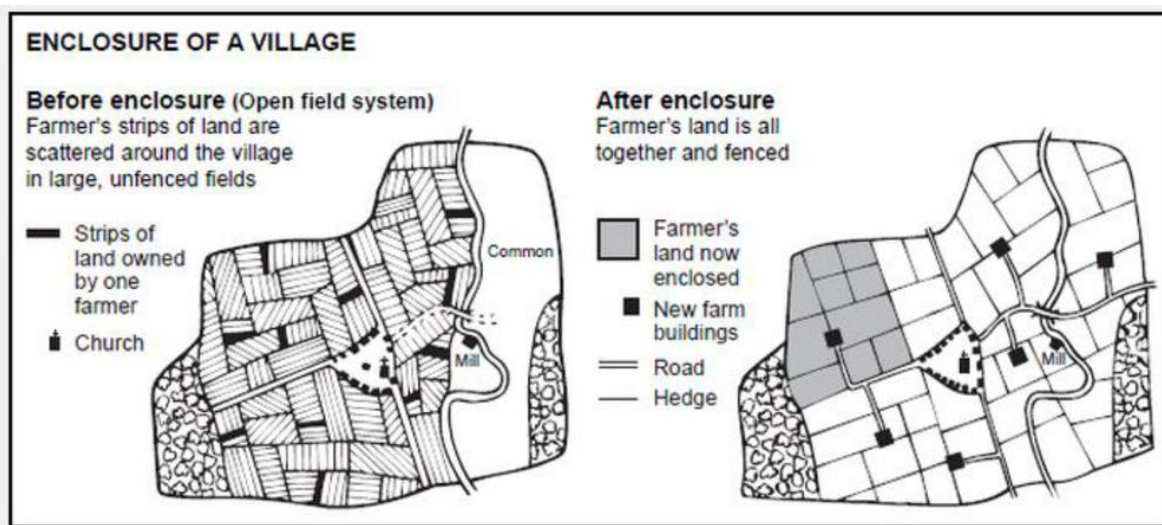 ENCLOSURE OF A VILLAGE
Before enclosure (Open field system)
Farmer's strips of land are
scattered around the village
in large, unfenced fields
Strips of
land owned
by one
farmer
Church
Common
Mill
After enclosure
Farmer's land is all
together and fenced
Farmer's
land now
enclosed
New farm
buildings
Road
Hedge
Mill